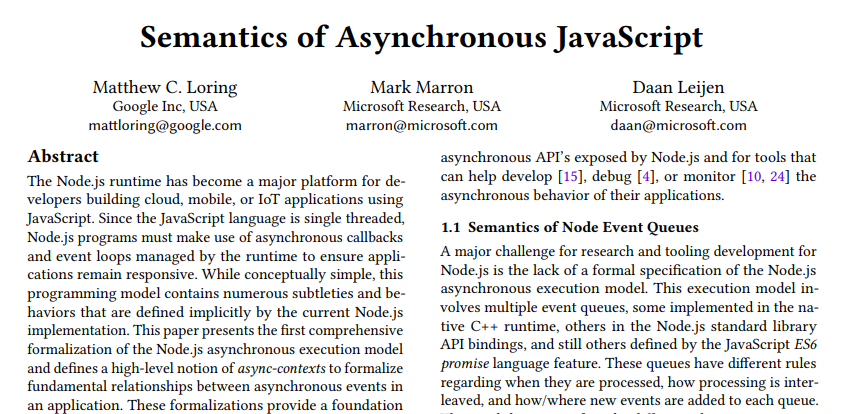 Semantics of Asynchronous JavaScript
Matthew C. Loring
Google Inc, USA
mattloring@google.com
Mark Marron
Microsoft Research, USA
marron@microsoft.com
Daan Leijen
Microsoft Research, USA
daan@microsoft.com
Abstract
The Node.js runtime has become a major platform for de-
velopers building cloud, mobile, or IoT applications using
JavaScript. Since the JavaScript language is single threaded,
Node.js programs must make use of asynchronous callbacks
and event loops managed by the runtime to ensure appli-
cations remain responsive. While conceptually simple, this
programming model contains numerous subtleties and be-
haviors that are defined implicitly by the current Node.js
implementation. This paper presents the first comprehensive
formalization of the Node.js asynchronous execution model
and defines a high-level notion of async-contexts to formalize
fundamental relationships between asynchronous events in
an application. These formalizations provide a foundation
asynchronous API's exposed by Node.js and for tools that
can help develop [15], debug [4], or monitor [10, 24] the
asynchronous behavior of their applications.
1.1 Semantics of Node Event Queues
A major challenge for research and tooling development for
Node.js is the lack of a formal specification of the Node.js
asynchronous execution model. This execution model in-
volves multiple event queues, some implemented in the na-
tive C++ runtime, others in the Node.js standard library
API bindings, and still others defined by the JavaScript ES6
promise language feature. These queues have different rules
regarding when they are processed, how processing is inter-
leaved, and how/where new events are added to each queue.